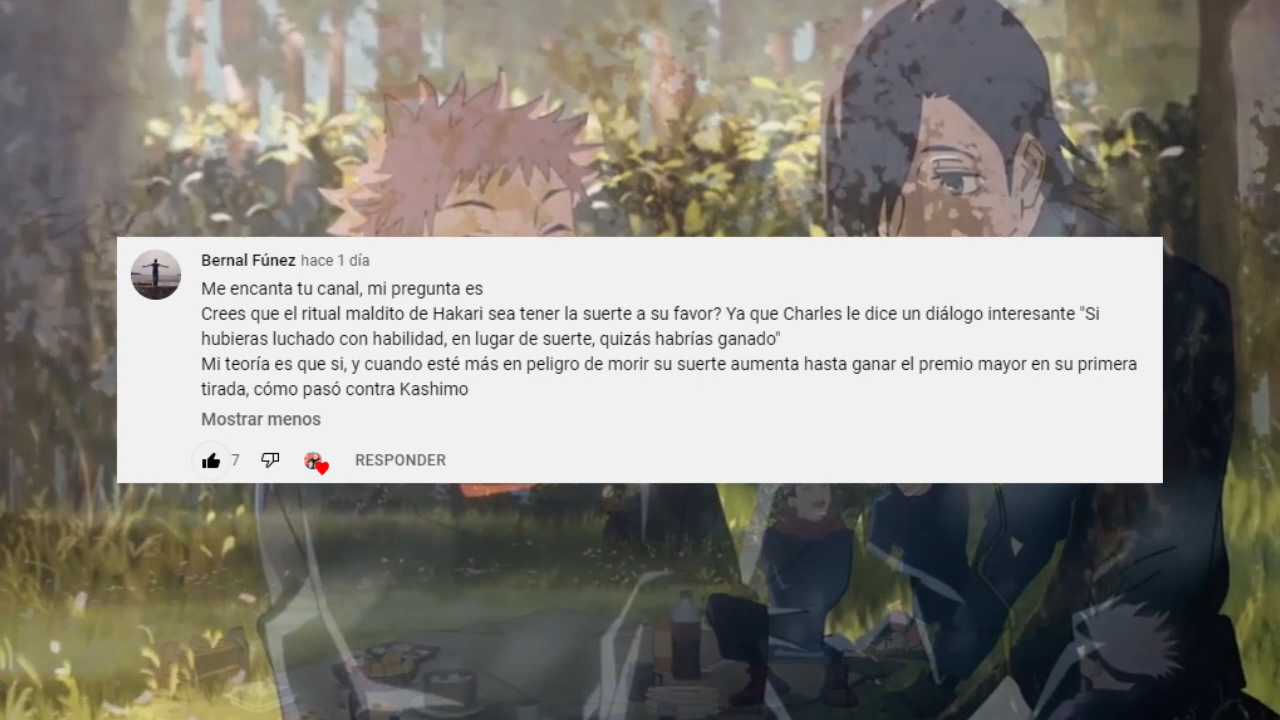 Bernal Fúnez hace 1 día
Me encanta tu canal, mi pregunta es
Crees que el ritual maldito de Hakari sea tener la suerte a su favor? Ya que Charles le dice un diálogo interesante "Si
hubieras luchado con habilidad, en lugar de suerte, quizás habrías ganado"
Mi teoría es que si, y cuando esté más en peligro de morir su suerte aumenta hasta ganar el premio mayor en su primera
tirada, cómo pasó contra Kashimo
Mostrar menos
7 RESPONDER